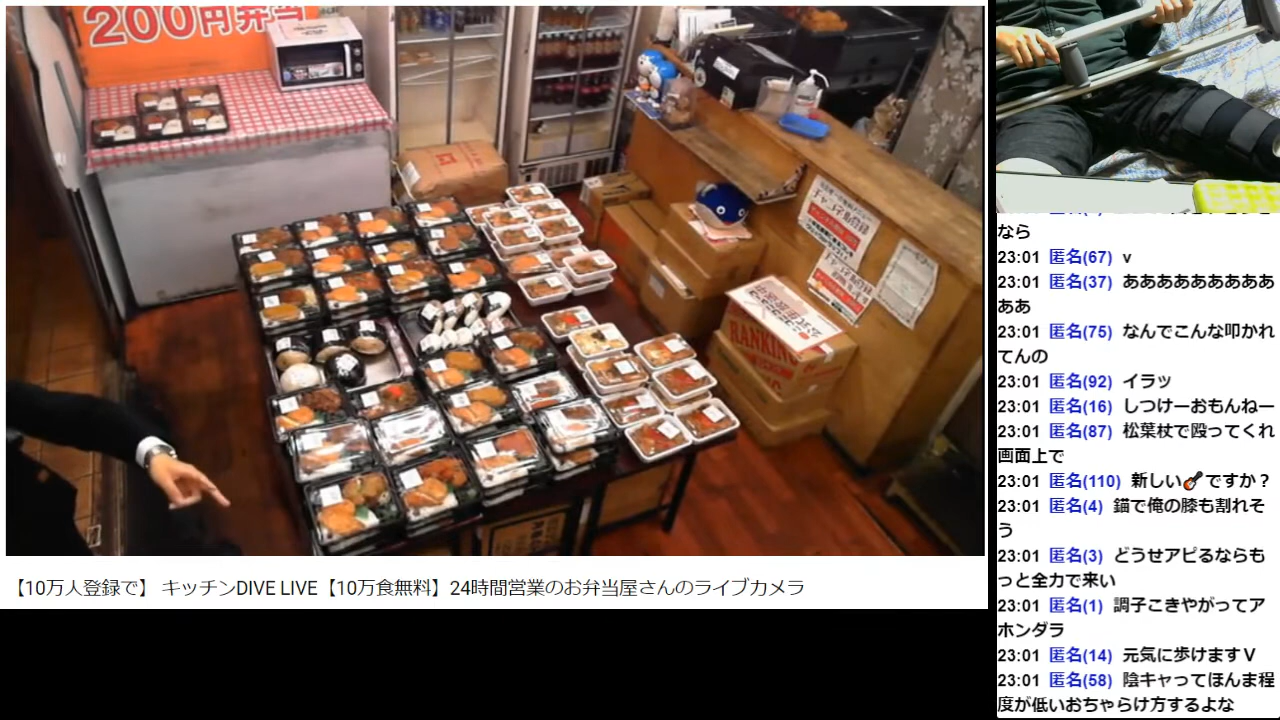 200円弁当
RANKING
【10万人登録で】 キッチンDIVE LIVE【10万食無料】24時間営業のお弁当屋さんのライブカメラ
なら
23:01 匿名(67) v
23:01 匿名(37) あああああああああ
ああ
23:01 匿名(75) なんでこんな叩かれ
てんの
23:01 匿名(92) イラッ
23:01 匿名(16) しつけーおもんねー
23:01 匿名(87) 松葉杖で殴ってくれ
画面上で
23:01 匿名(110) 新しい🎸ですか？
23:01 匿名(4) 錨で俺の膝も割れそ
う
23:01 匿名(3) どうせアピるならも
っと全力で来い
23:01 匿名(1) 調子こきやがってア
ホンダラ
23:01 匿名(14) 元気に歩けますＶ
23:01 匿名(58) 陰キャってほんま程
度が低いおちゃらけ方するよな